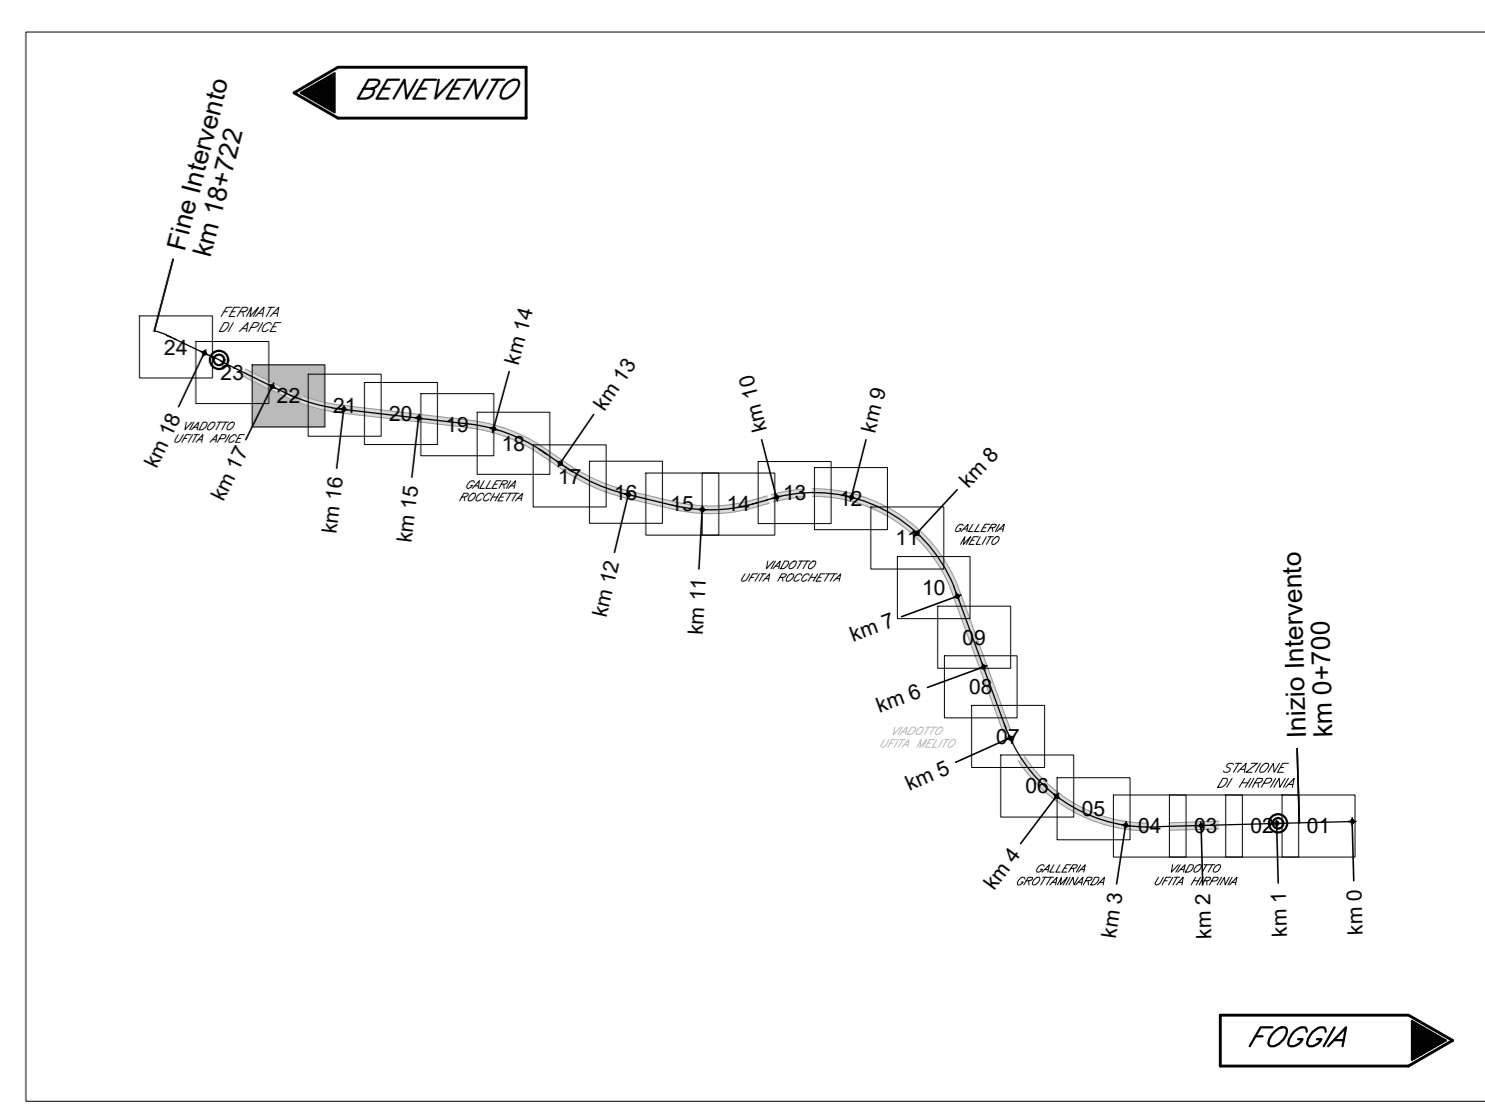 BENEVENTO
Fine Intervento
km 18+722
FERMATA
DI APICE
24
23
22
21
20
19
18
17
16
15
14
13
12
11
10
09
08
07
06
05
04
03
02
01
km 18
VIADOTTO
UFITA APICE
km 17
km 16
km 15
km 14
GALLERIA
ROCCHETTA
km 13
km 12
km 11
km 10
VIADOTTO
UFITA ROCCHETTA
km 9
km 8
GALLERIA
MELITO
km 7
km 6
VIADOTTO
UFITA MELITO
km 5
km 4
GALLERIA
GROTTAMINARDA
km 3
VIADOTTO
UFITA HIRPINIA
km 2
STAZIONE
DI HIRPINIA
km 1
Inizio Intervento
km 0+700
km 0
FOGGIA